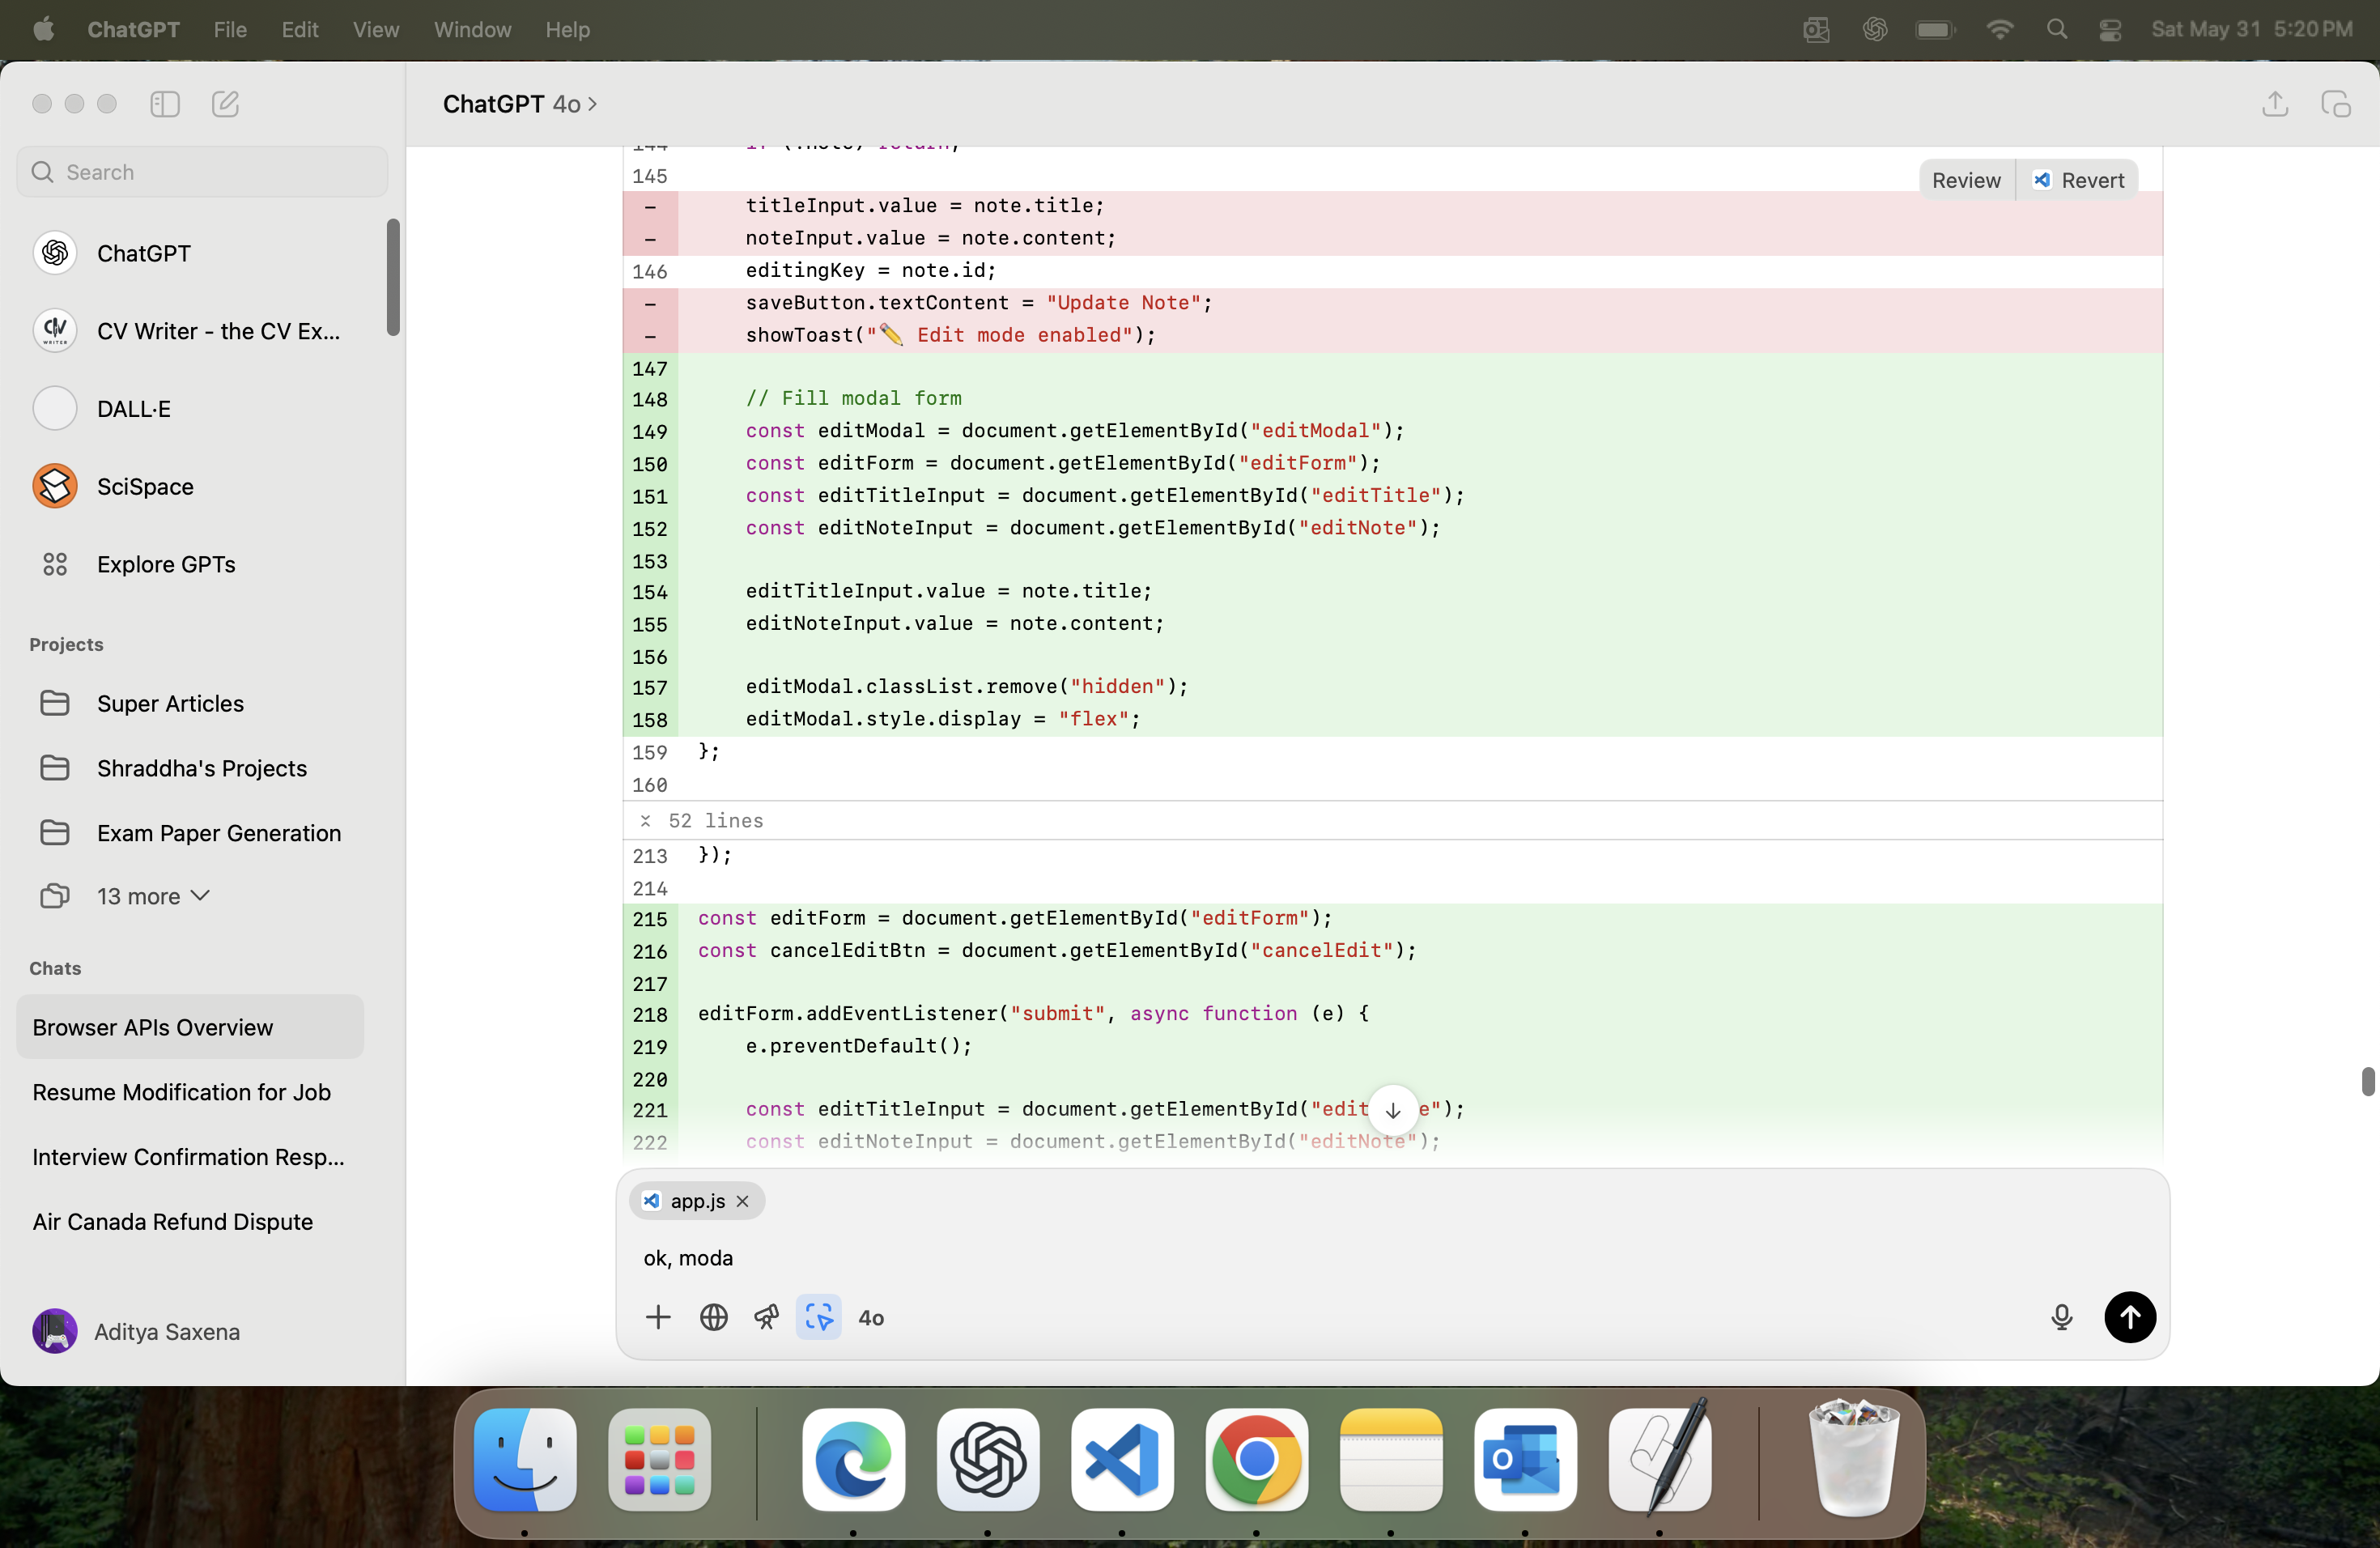 ChatGPT File Edit View Window Help Sat May 31 5:20 PM
ChatGPT 4o >
Search
ChatGPT
CV Writer - the CV Ex...
DALL·E
SciSpace
Explore GPTs
Projects
Super Articles
Shraddha's Projects
Exam Paper Generation
13 more
Chats
Browser APIs Overview
Resume Modification for Job
Interview Confirmation Resp...
Air Canada Refund Dispute
Aditya Saxena
Review Revert
145
- titleInput.value = note.title;
- noteInput.value = note.content;
146 editingKey = note.id;
- saveButton.textContent = "Update Note";
- showToast("✏️ Edit mode enabled");
147
148 // Fill modal form
149 const editModal = document.getElementById("editModal");
150 const editForm = document.getElementById("editForm");
151 const editTitleInput = document.getElementById("editTitle");
152 const editNoteInput = document.getElementById("editNote");
153
154 editTitleInput.value = note.title;
155 editNoteInput.value = note.content;
156
157 editModal.classList.remove("hidden");
158 editModal.style.display = "flex";
159 };
160
52 lines
213 });
214
215 const editForm = document.getElementById("editForm");
216 const cancelEditBtn = document.getElementById("cancelEdit");
217
218 editForm.addEventListener("submit", async function (e) {
219 e.preventDefault();
220
221 const editTitleInput = document.getElementById("edit e");
222 const editNoteInput = document.getElementById("editNote");
app.js ×
ok, moda
4o